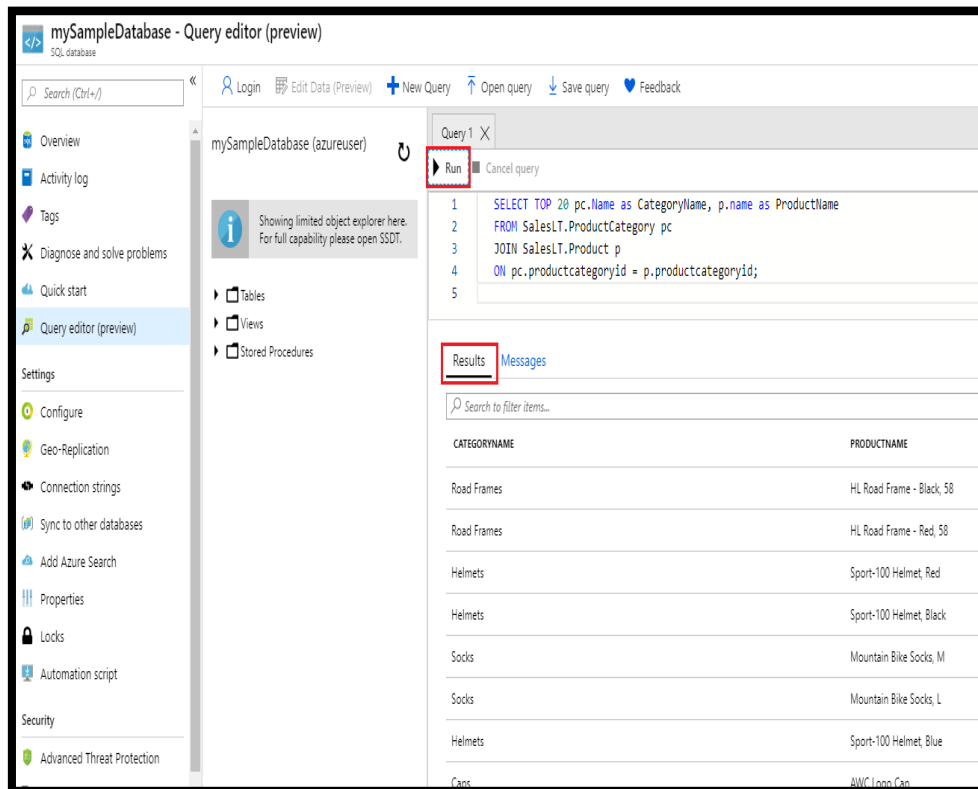 mySampleDatabase - Query editor (preview)
SQL database
Search (Ctrl+/)
«
Overview
Activity log
Tags
Diagnose and solve problems
Quick start
Query editor (preview)
Settings
Configure
Geo-Replication
Connection strings
Sync to other databases
Add Azure Search
Properties
Locks
Automation script
Security
Advanced Threat Protection
Login
Edit Data (Preview)
New Query
Open query
Save query
Feedback
mySampleDatabase (azureuser)
Showing limited object explorer here.
For full capability please open SSDT.
Tables
Views
Stored Procedures
Query 1 X
Run
Cancel query
1 SELECT TOP 20 pc.Name as CategoryName, p.name as ProductName
2 FROM SalesLT.ProductCategory pc
3 JOIN SalesLT.Product p
4 ON pc.productcategoryid = p.productcategoryid;
5
Results Messages
Search to filter items...
CATEGORYNAME PRODUCTNAME
Road Frames HL Road Frame - Black, 58
Road Frames HL Road Frame - Red, 58
Helmets Sport-100 Helmet, Red
Helmets Sport-100 Helmet, Black
Socks Mountain Bike Socks, M
Socks Mountain Bike Socks, L
Helmets Sport-100 Helmet, Blue
Caps AWC Logo Cap